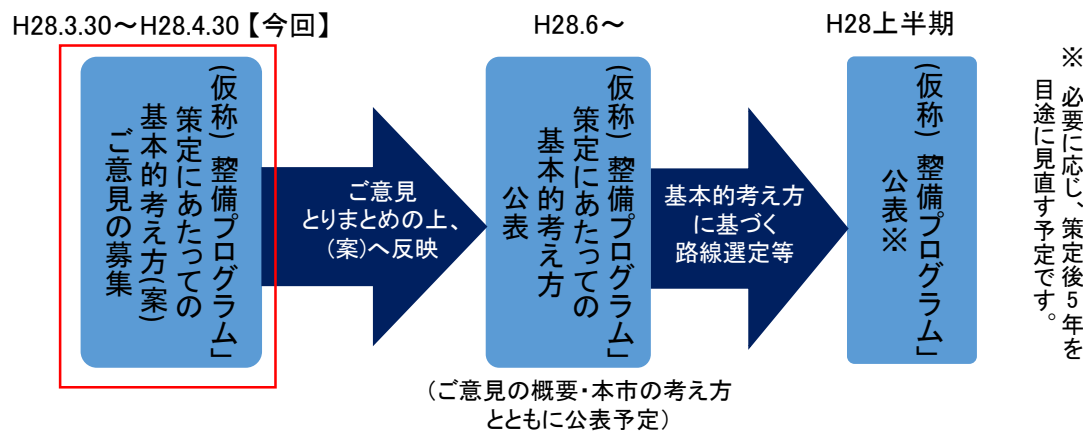 H28.3.30～H28.4.30【今回】
(仮称)整備プログラム」
策定にあたっての
基本的考え方(案)
ご意見の募集
ご意見
とりまとめの上、
(案)へ反映
H28.6～
(仮称)整備プログラム」
策定にあたっての
基本的考え方
公表
(ご意見の概要・本市の考え方
とともに公表予定)
基本的考え方
に基づく
路線選定等
H28上半期
(仮称)整備プログラム」
公表※
※ 必要に応じ、策定後5年を
目途に見直す予定です。